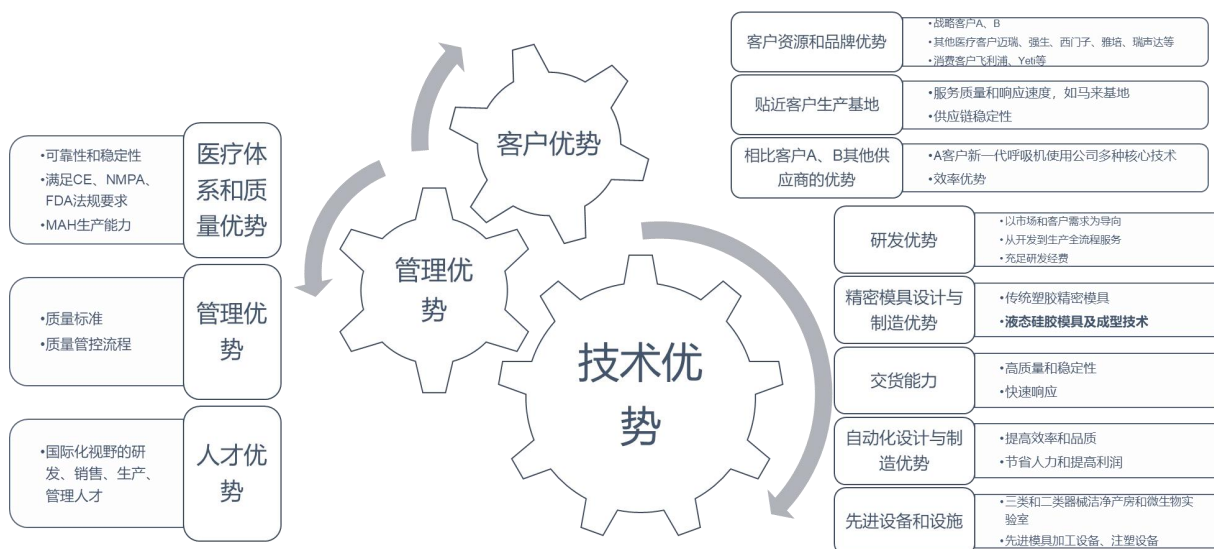 医疗体
系和质
量优势
•可靠性和稳定性
•满足CE、NMPA、
FDA法规要求
•MAH生产能力
管理优
势
•质量标准
•质量管控流程
人才优
势
•国际化视野的研
发、销售、生产、
管理人才
客户优势
管理优
势
技术优
势
客户资源和品牌优势
•战略客户A、B
•其他医疗客户迈瑞、强生、西门子、雅培、瑞声达等
•消费客户飞利浦、Yeti等
贴近客户生产基地
•服务质量和响应速度，如马来基地
•供应链稳定性
相比客户A、B其他供
应商的优势
•A客户新一代呼吸机使用公司多种核心技术
•效率优势
研发优势
•以市场和客户需求为导向
•从开发到生产全流程服务
•充足研发经费
精密模具设计与
制造优势
•传统塑胶精密模具
•液态硅胶模具及成型技术
交货能力
•高质量和稳定性
•快速响应
自动化设计与制
造优势
•提高效率和品质
•节省人力和提高利润
先进设备和设施
•三类和二类器械洁净产房和微生物实
验室
•先进模具加工设备、注塑设备